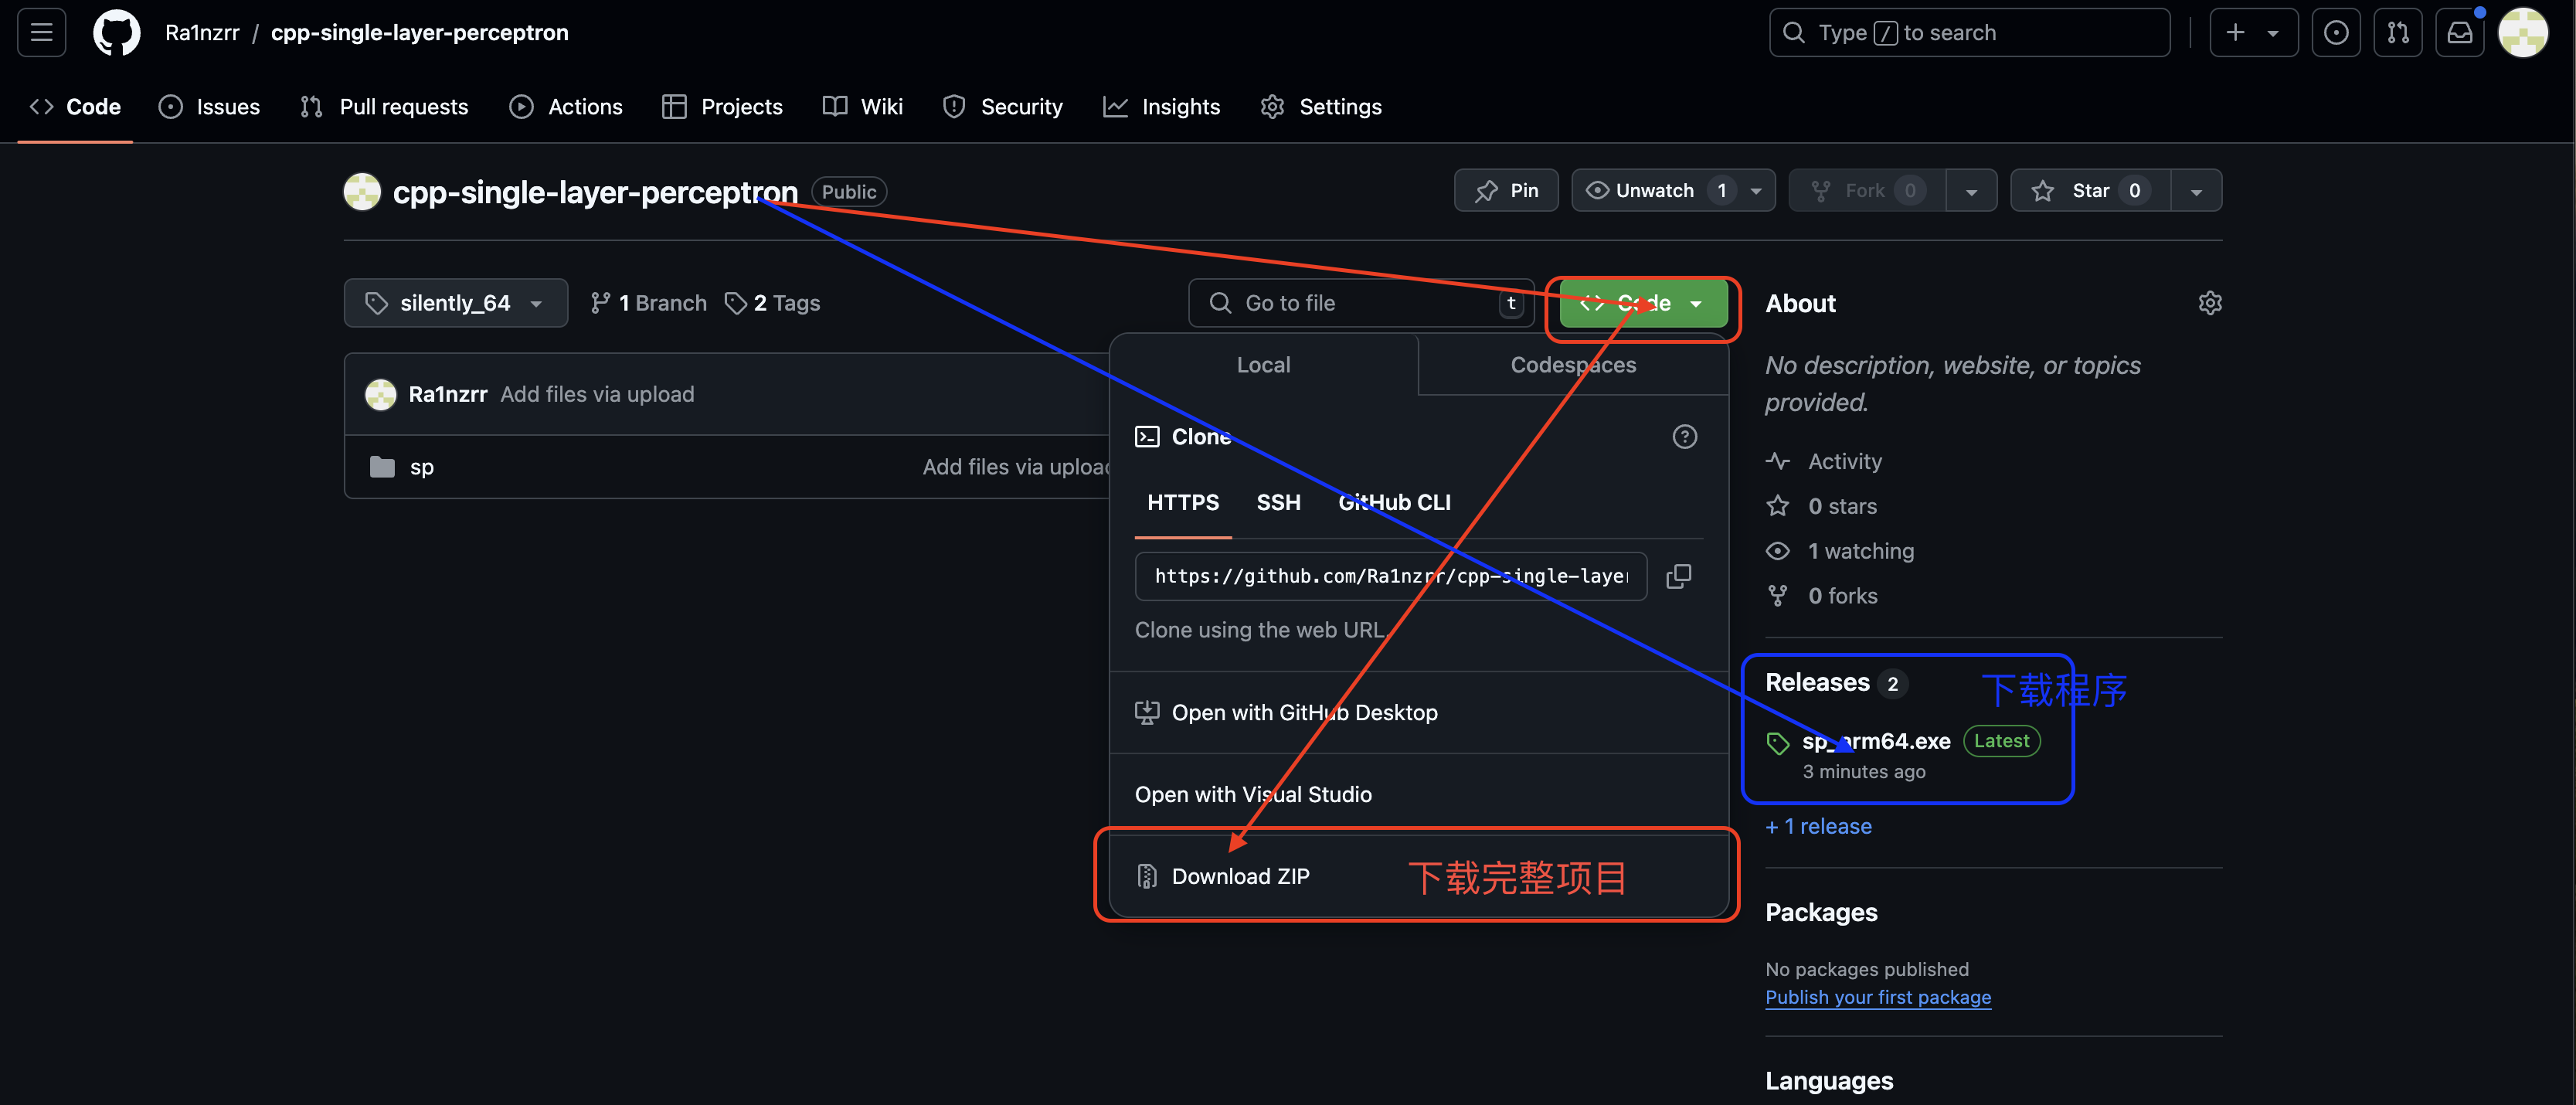 Ra1nzrr / cpp-single-layer-perceptron
Type / to search
Code
Issues
Pull requests
Actions
Projects
Wiki
Security
Insights
Settings
cpp-single-layer-perceptron
Public
Pin
Unwatch 1
Fork 0
Star 0
silently_64
1 Branch
2 Tags
Go to file
t
Code
Ra1nzrr Add files via upload
sp
Add files via upload
Local
Codespaces
Clone
HTTPS
SSH
GitHub CLI
https://github.com/Ra1nzrr/cpp-single-layer
Clone using the web URL.
Open with GitHub Desktop
Open with Visual Studio
Download ZIP
下载完整项目
About
No description, website, or topics
provided.
Activity
0 stars
1 watching
0 forks
Releases 2
下载程序
sp_arm64.exe
Latest
3 minutes ago
+ 1 release
Packages
No packages published
Publish your first package
Languages